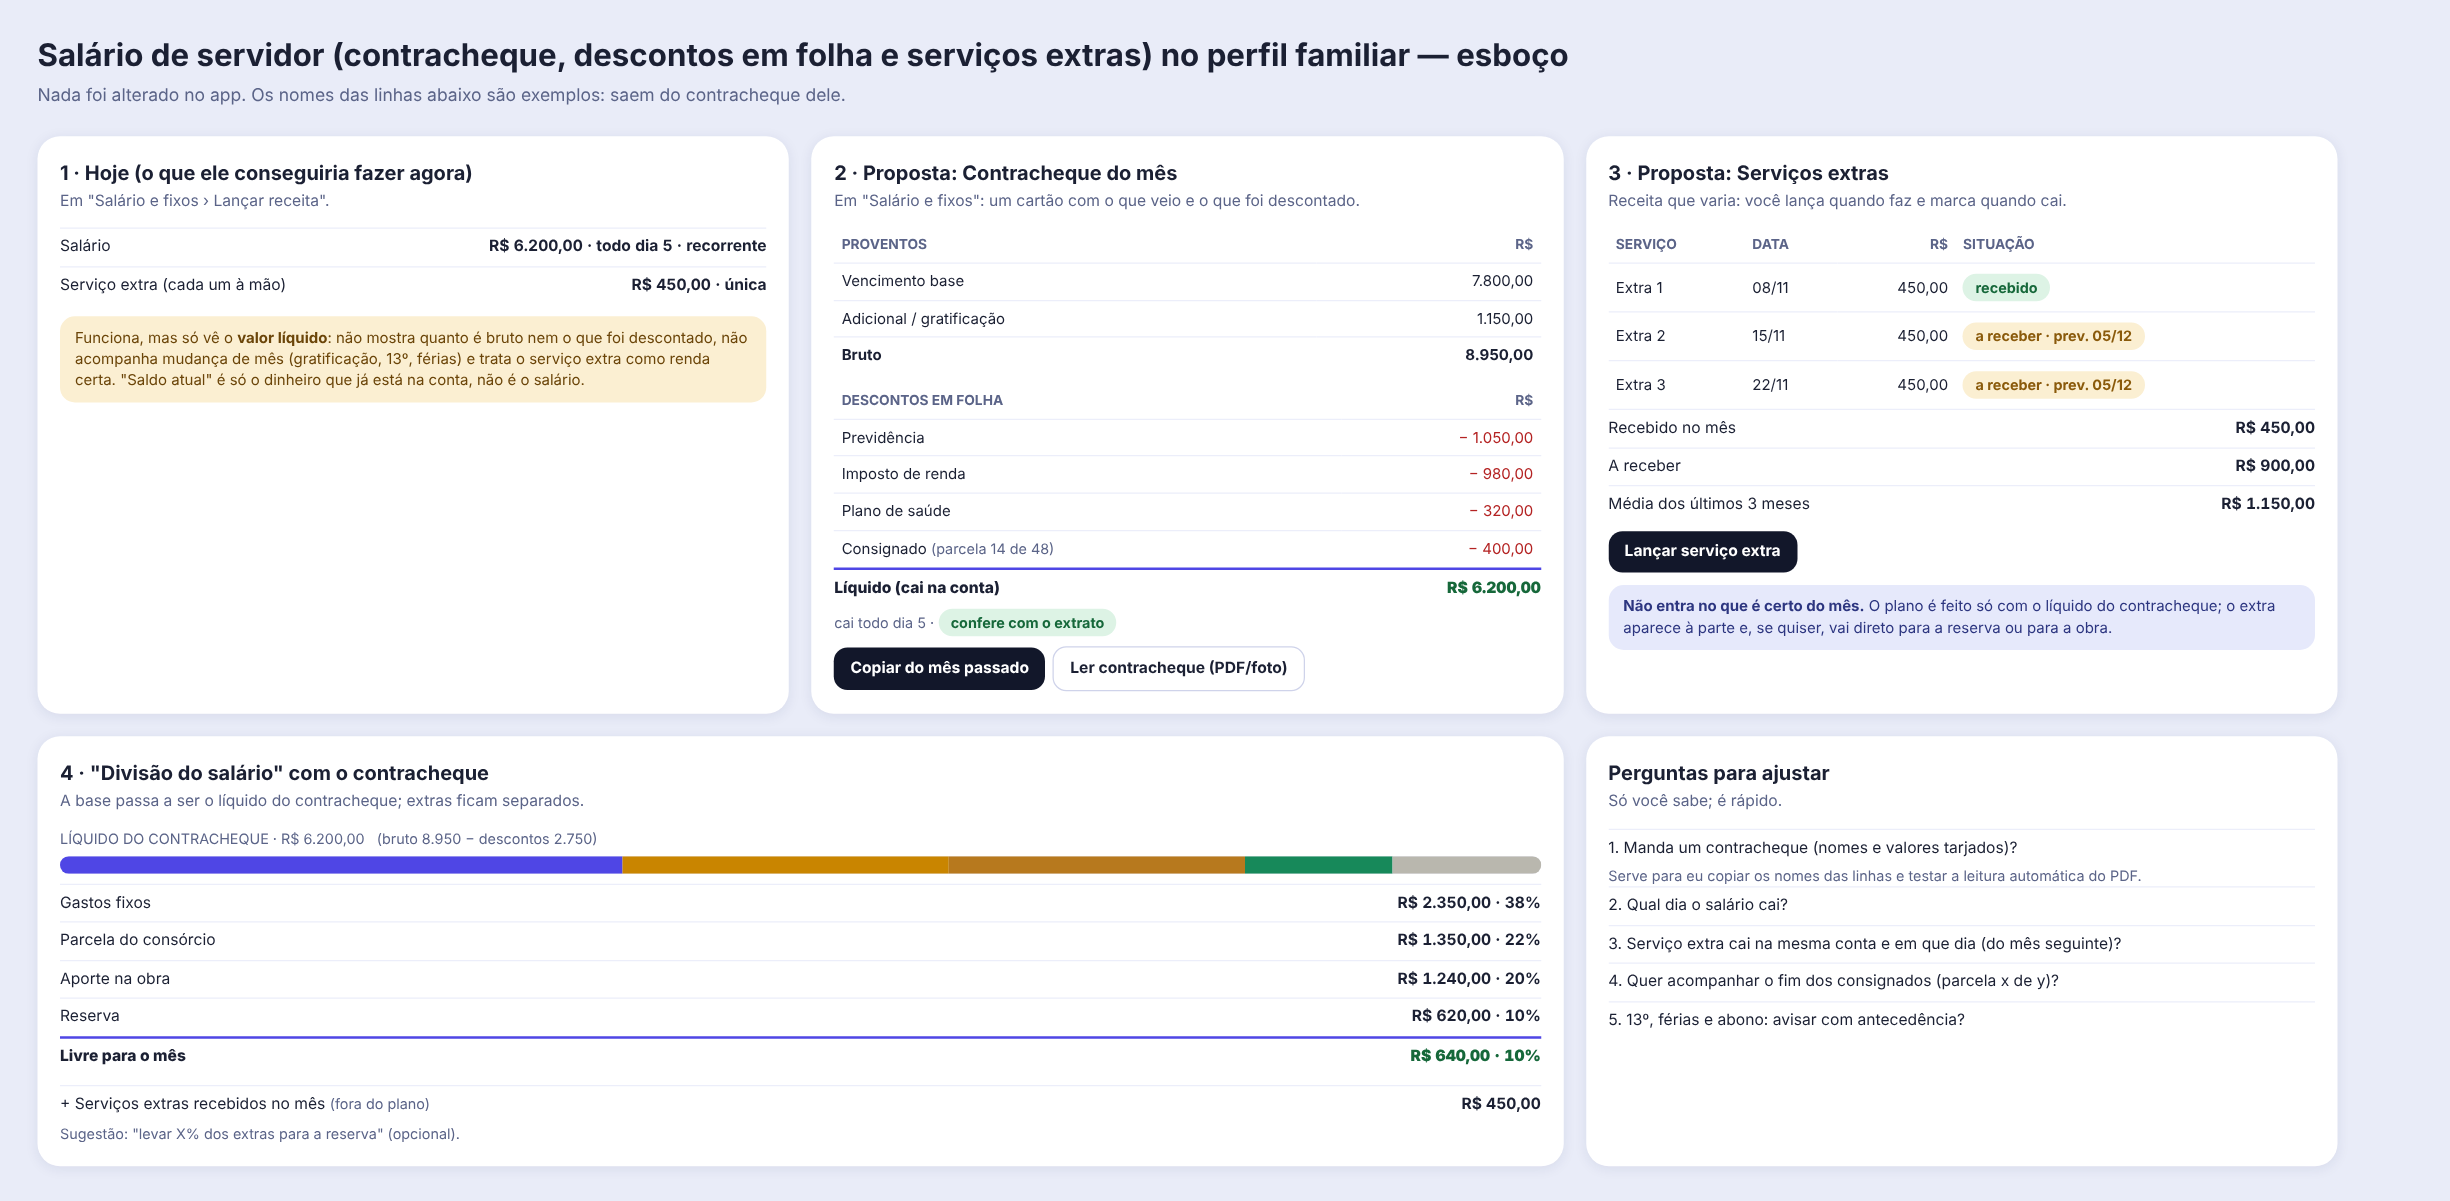 Salário de servidor (contracheque, descontos em folha e serviços extras) no perfil familiar — esboço
Nada foi alterado no app. Os nomes das linhas abaixo são exemplos: saem do contracheque dele.
1 · Hoje (o que ele conseguiria fazer agora)
Em "Salário e fixos › Lançar receita".
Salário R$ 6.200,00 · todo dia 5 · recorrente
Serviço extra (cada um à mão) R$ 450,00 · única
Funciona, mas só vê o valor líquido: não mostra quanto é bruto nem o que foi descontado, não
acompanha mudança de mês (gratificação, 13º, férias) e trata o serviço extra como renda
certa. "Saldo atual" é só o dinheiro que já está na conta, não é o salário.
2 · Proposta: Contracheque do mês
Em "Salário e fixos": um cartão com o que veio e o que foi descontado.
PROVENTOS R$
Vencimento base 7.800,00
Adicional / gratificação 1.150,00
Bruto 8.950,00
DESCONTOS EM FOLHA R$
Previdência − 1.050,00
Imposto de renda − 980,00
Plano de saúde − 320,00
Consignado (parcela 14 de 48) − 400,00
Líquido (cai na conta) R$ 6.200,00
cai todo dia 5 · confere com o extrato
Copiar do mês passado Ler contracheque (PDF/foto)
3 · Proposta: Serviços extras
Receita que varia: você lança quando faz e marca quando cai.
SERVIÇO DATA R$ SITUAÇÃO
Extra 1 08/11 450,00 recebido
Extra 2 15/11 450,00 a receber · prev. 05/12
Extra 3 22/11 450,00 a receber · prev. 05/12
Recebido no mês R$ 450,00
A receber R$ 900,00
Média dos últimos 3 meses R$ 1.150,00
Lançar serviço extra
Não entra no que é certo do mês. O plano é feito só com o líquido do contracheque; o extra
aparece à parte e, se quiser, vai direto para a reserva ou para a obra.
4 · "Divisão do salário" com o contracheque
A base passa a ser o líquido do contracheque; extras ficam separados.
LÍQUIDO DO CONTRACHEQUE · R$ 6.200,00 (bruto 8.950 − descontos 2.750)
Gastos fixos R$ 2.350,00 · 38%
Parcela do consórcio R$ 1.350,00 · 22%
Aporte na obra R$ 1.240,00 · 20%
Reserva R$ 620,00 · 10%
Livre para o mês R$ 640,00 · 10%
+ Serviços extras recebidos no mês (fora do plano) R$ 450,00
Sugestão: "levar X% dos extras para a reserva" (opcional).
Perguntas para ajustar
Só você sabe; é rápido.
1. Manda um contracheque (nomes e valores tarjados)?
Serve para eu copiar os nomes das linhas e testar a leitura automática do PDF.
2. Qual dia o salário cai?
3. Serviço extra cai na mesma conta e em que dia (do mês seguinte)?
4. Quer acompanhar o fim dos consignados (parcela x de y)?
5. 13º, férias e abono: avisar com antecedência?